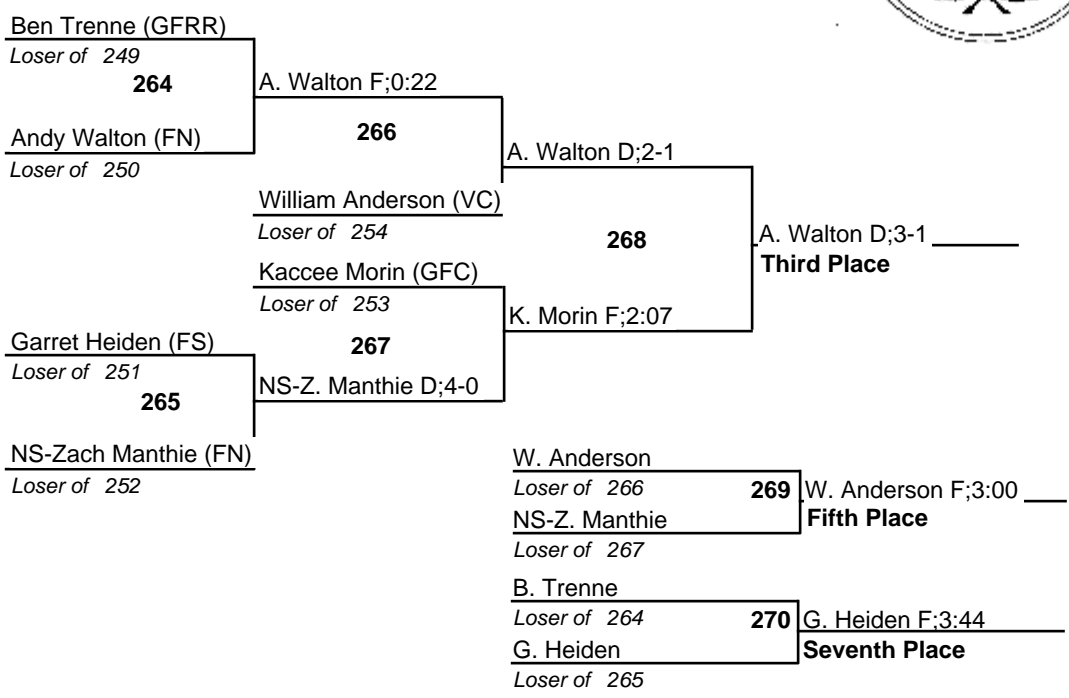 Ben Trenne (GFRR)
Loser of 249
264
A. Walton F;0:22
Andy Walton (FN)
Loser of 250
266
A. Walton D;2-1
William Anderson (VC)
Loser of 254
268
A. Walton D;3-1
Third Place
Kaccee Morin (GFC)
Loser of 253
K. Morin F;2:07
Garret Heiden (FS)
Loser of 251
267
265
NS-Z. Manthie D;4-0
NS-Zach Manthie (FN)
Loser of 252
W. Anderson
Loser of 266
269
W. Anderson F;3:00
NS-Z. Manthie
Fifth Place
Loser of 267
B. Trenne
Loser of 264
270
G. Heiden F;3:44
G. Heiden
Seventh Place
Loser of 265